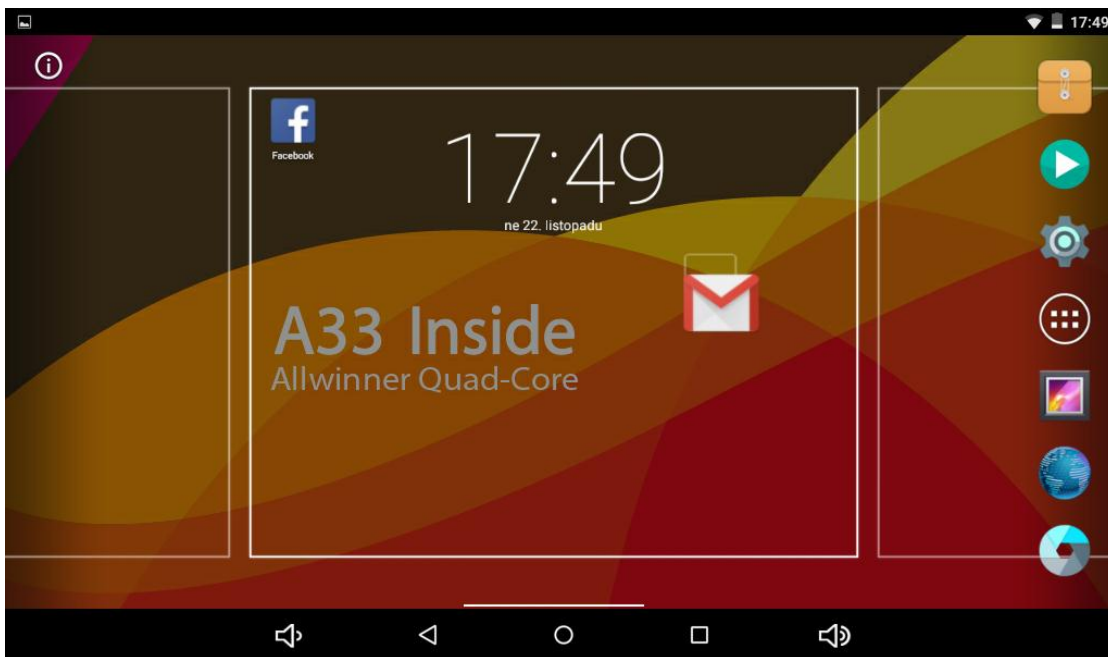 17:49
Facebook
17:49
ne 22. listopadu
A33 Inside
Allwinner Quad-Core